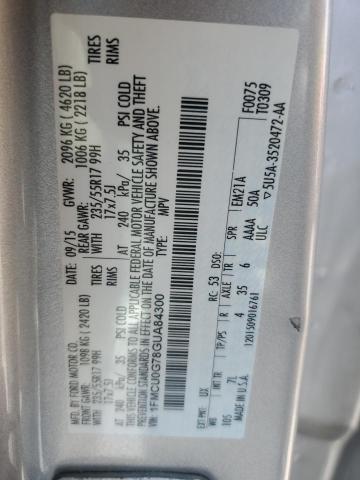 MFD. BY FORD MOTOR CO.
DATE: 09/15 GVWR: 2096 KG ( 4620 LB)
FRONT GAWR: 1098 KG ( 2420 LB) REAR GAWR: 1006 KG ( 2218 LB)
235/55R17 99H WITH 235/55R17 99H TIRES
17x7.5J 17x7.5J RIMS
AT 240 kPa/ 35 PSI COLD AT 240 kPa/ 35 PSI COLD
THIS VEHICLE CONFORMS TO ALL APPLICABLE FEDERAL MOTOR VEHICLE SAFETY AND THEFT
PREVENTION STANDARDS IN EFFECT ON THE DATE OF MANUFACTURE SHOWN ABOVE.
VIN: 1FMCU0G78GUA84300 TYPE: MPV
F0075
T0309
EXT PNT: UX RC: 53 DSO:
WB INT TR TP/PS R AXLE TR SPR EM21A
105 7L 4 35 6 AAAA 50A
1201509016761 ULC
5U5A-3520472-AA